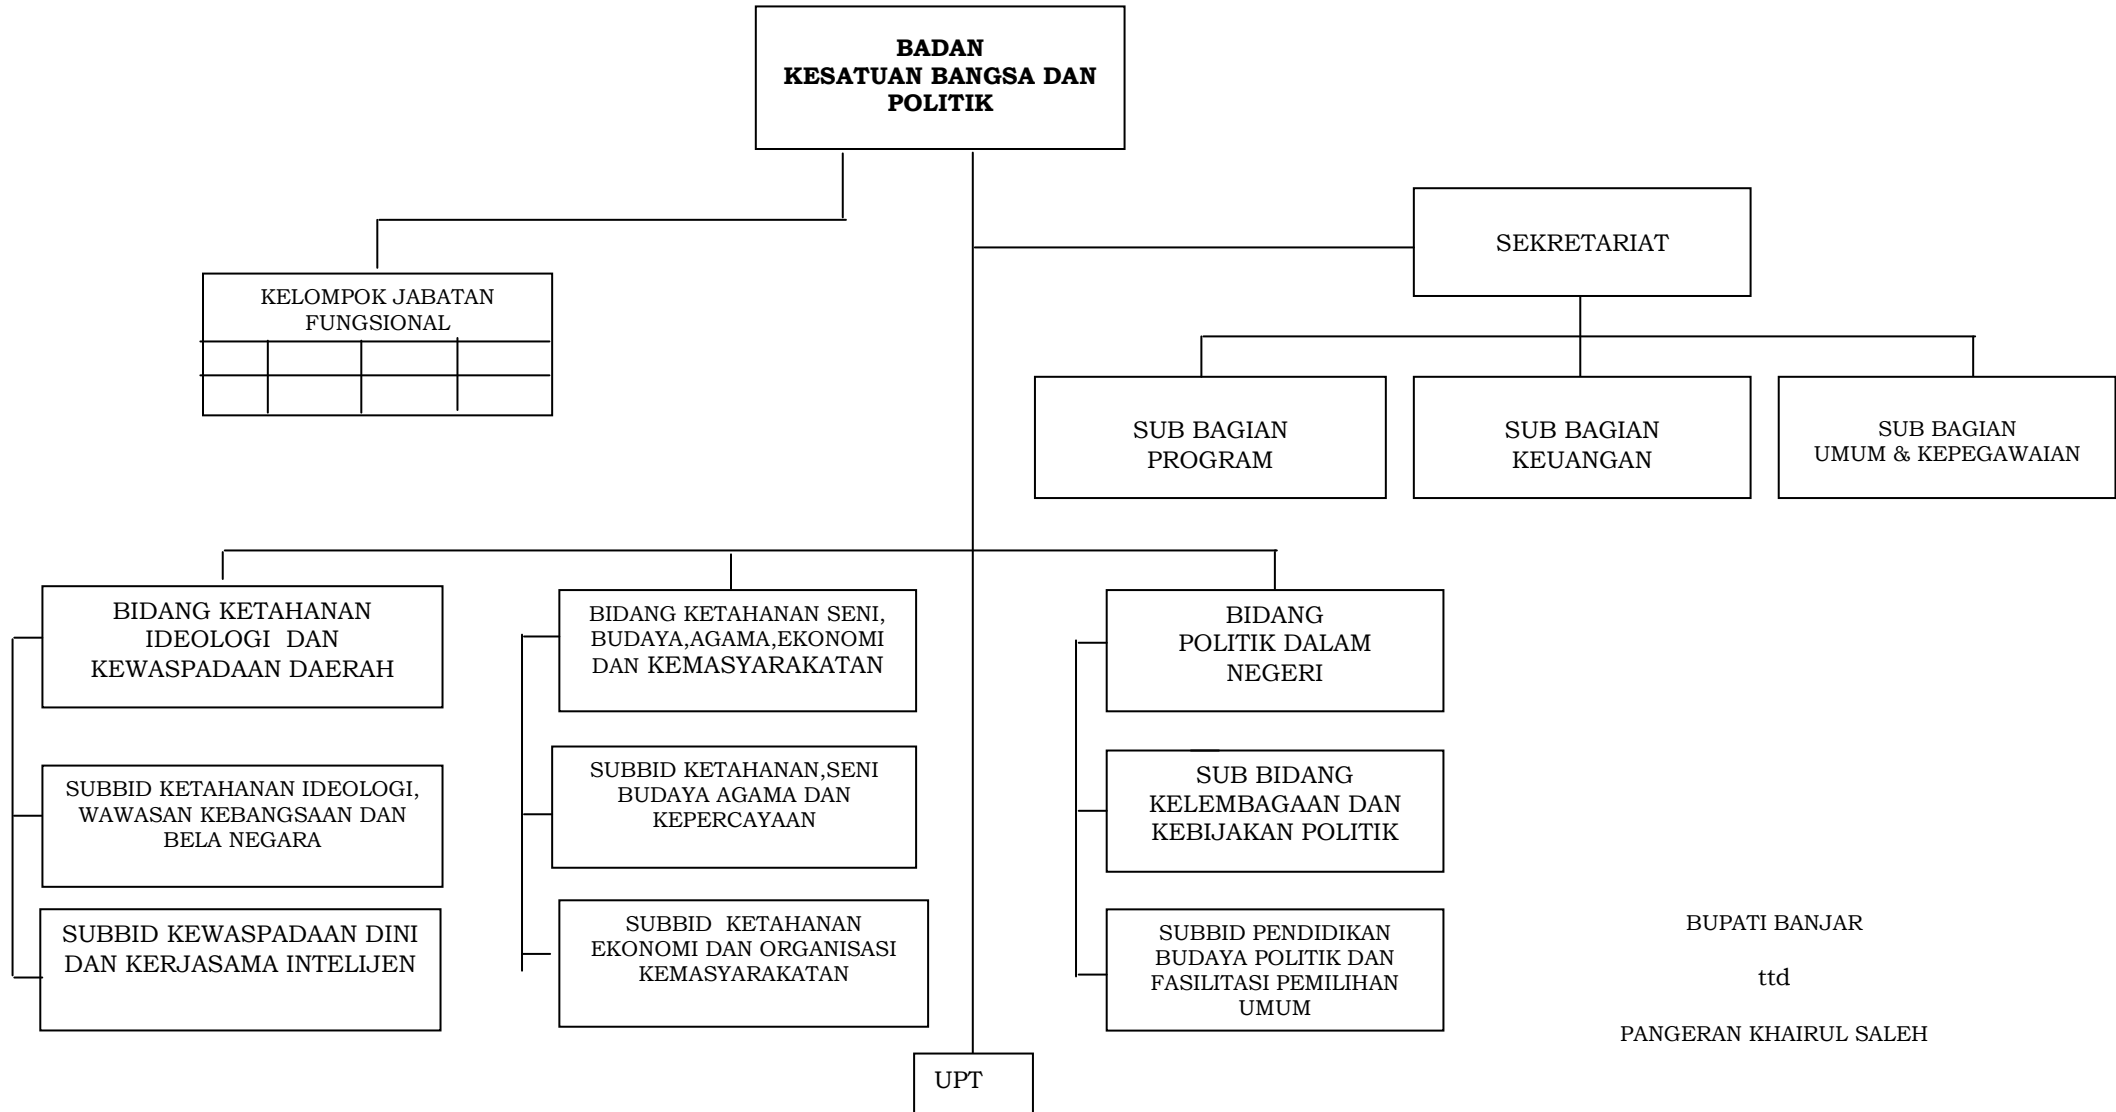 BADAN
KESATUAN BANGSA DAN
POLITIK
SEKRETARIAT
KELOMPOK JABATAN
FUNGSIONAL
SUB BAGIAN
PROGRAM
SUB BAGIAN
KEUANGAN
SUB BAGIAN
UMUM & KEPEGAWAIAN
BIDANG KETAHANAN
IDEOLOGI DAN
KEWASPADAAN DAERAH
BIDANG KETAHANAN SENI,
BUDAYA,AGAMA,EKONOMI
DAN KEMASYARAKATAN
BIDANG
POLITIK DALAM
NEGERI
SUBBID KETAHANAN IDEOLOGI,
WAWASAN KEBANGSAAN DAN
BELA NEGARA
SUBBID KETAHANAN,SENI
BUDAYA AGAMA DAN
KEPERCAYAAN
SUB BIDANG
KELEMBAGAAN DAN
KEBIJAKAN POLITIK
SUBBID KEWASPADAAN DINI
DAN KERJASAMA INTELIJEN
SUBBID KETAHANAN
EKONOMI DAN ORGANISASI
KEMASYARAKATAN
SUBBID PENDIDIKAN
BUDAYA POLITIK DAN
FASILITASI PEMILIHAN
UMUM
BUPATI BANJAR
ttd
PANGERAN KHAIRUL SALEH
UPT